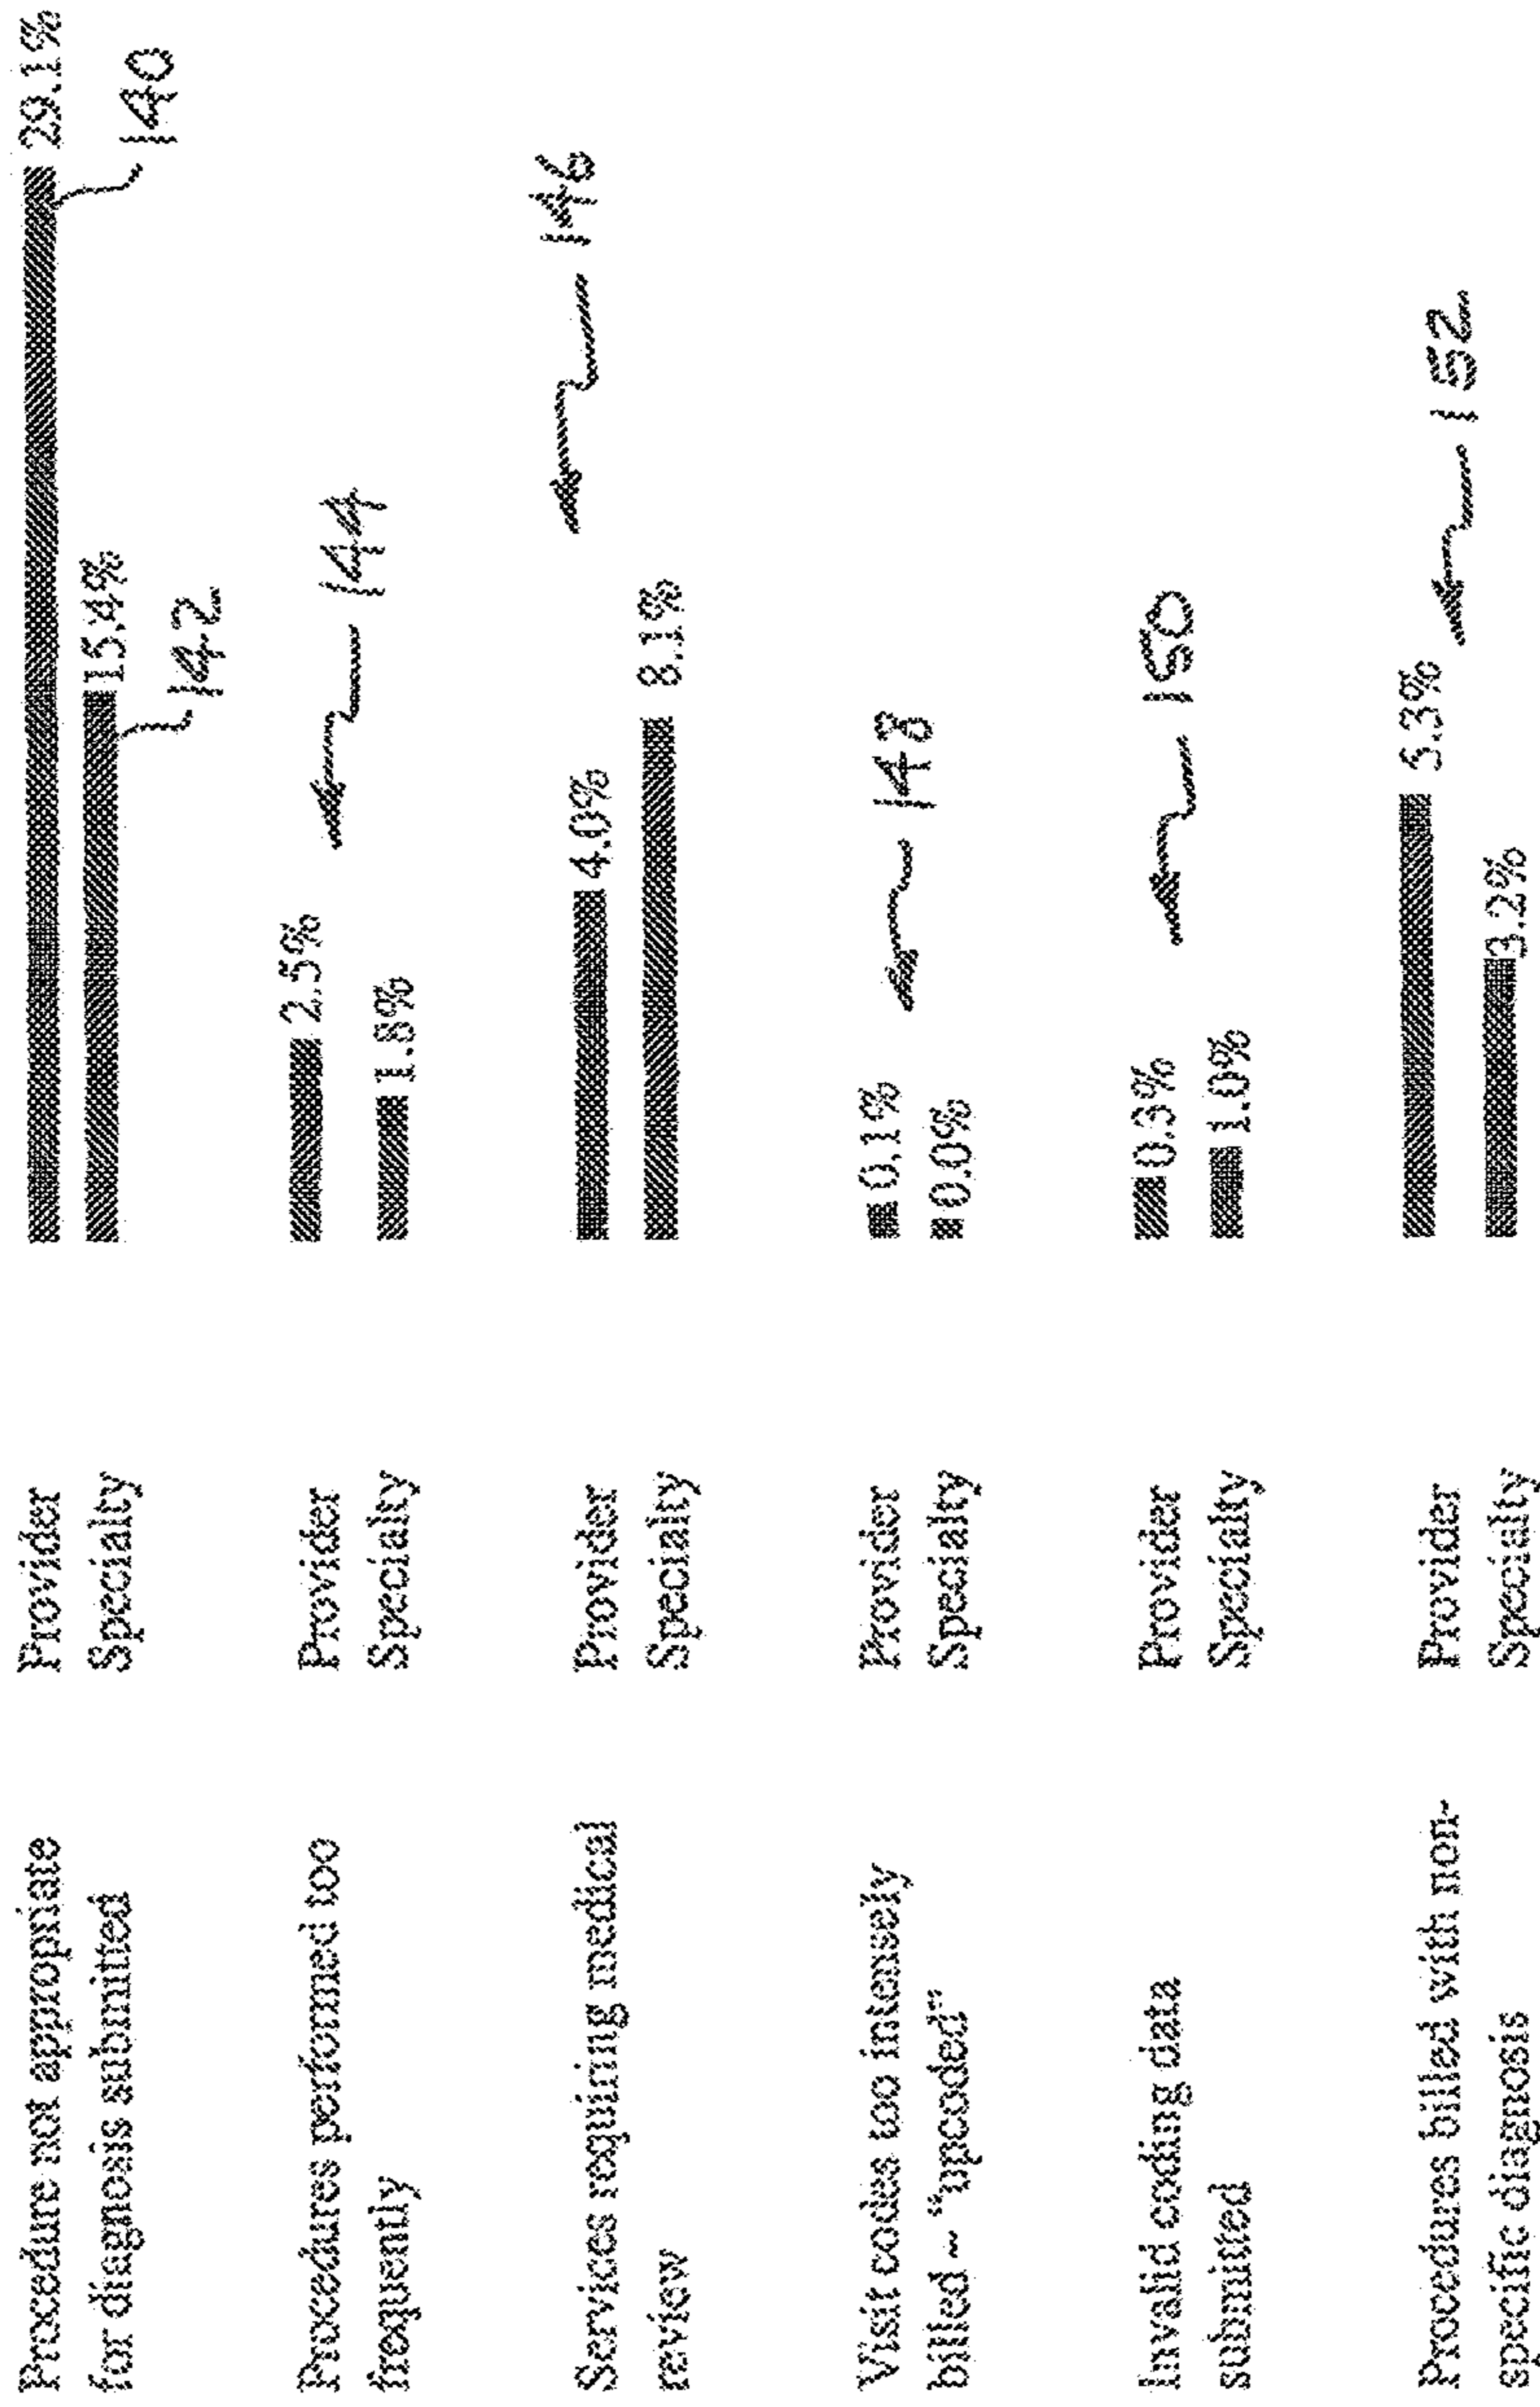 Procedure not appropriate
for diagnosis submitted
Provider
Specialty
29.1%
140
15.4%
142
Procedures performed too
frequently
Provider
Specialty
2.5%
1.8%
144
Services requiring medical
review
Provider
Specialty
4.0%
8.1%
146
Visit codes too intensely
billed ~ "upcoded"
Provider
Specialty
0.1%
0.0%
148
Invalid coding data
submitted
Provider
Specialty
0.3%
1.0%
150
Procedures billed with non-
specific diagnosis
Provider
Specialty
5.3%
3.2%
152